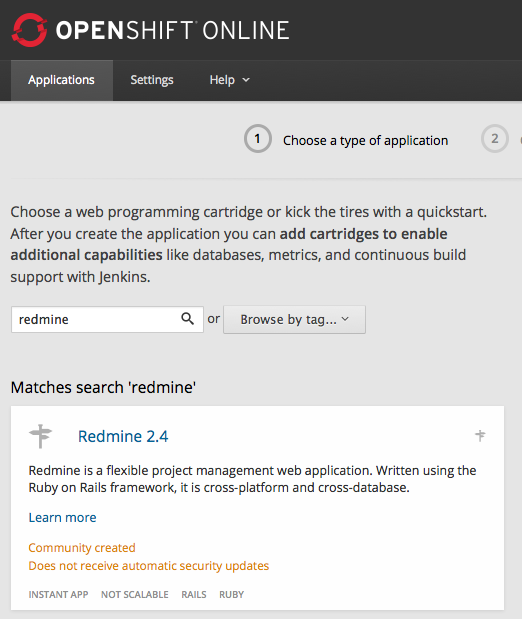 OPENSHIFT ONLINE
Applications Settings Help
1 Choose a type of application 2
Choose a web programming cartridge or kick the tires with a quickstart.
After you create the application you can add cartridges to enable
additional capabilities like databases, metrics, and continuous build
support with Jenkins.
redmine or Browse by tag...
Matches search 'redmine'
Redmine 2.4
Redmine is a flexible project management web application. Written using the
Ruby on Rails framework, it is cross-platform and cross-database.
Learn more
Community created
Does not receive automatic security updates
INSTANT APP NOT SCALABLE RAILS RUBY